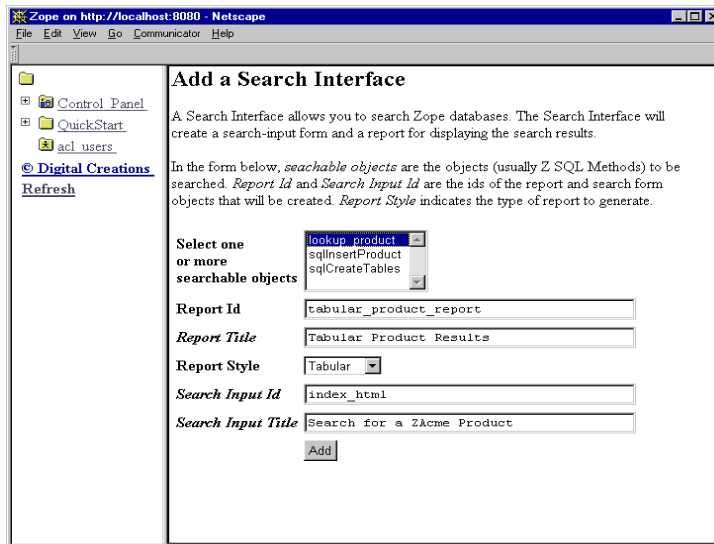 Zope on http://localhost:8080 - Netscape
File Edit View Go Communicator Help
Control_Panel
QuickStart
acl_users
© Digital Creations
Refresh
Add a Search Interface
A Search Interface allows you to search Zope databases. The Search Interface will
create a search-input form and a report for displaying the search results.
In the form below, seachable objects are the objects (usually Z SQL Methods) to be
searched. Report Id and Search Input Id are the ids of the report and search form
objects that will be created. Report Style indicates the type of report to generate.
Select one
or more
searchable objects
lookup_product
sqlInsertProduct
sqlCreateTables
Report Id tabular_product_report
Report Title Tabular Product Results
Report Style Tabular
Search Input Id index_html
Search Input Title Search for a ZAcme Product
Add